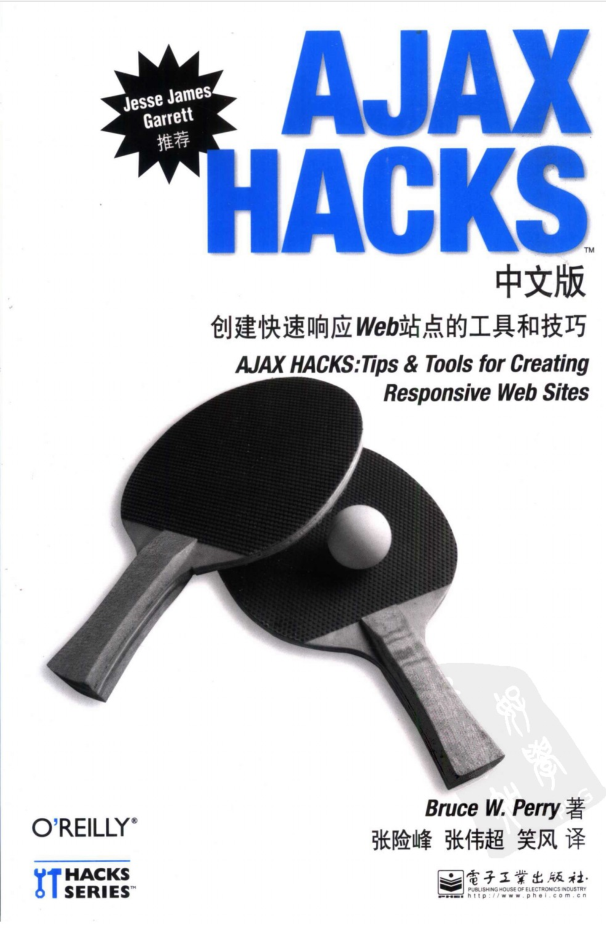 Jesse James
Garrett
推荐
AJAX
HACKS™
中文版
创建快速响应Web站点的工具和技巧
AJAX HACKS:Tips & Tools for Creating
Responsive Web Sites
Bruce W. Perry 著
张险峰 张伟超 笑风 译
O'REILLY®
HACKS
SERIES™
電子工業出版社·
PUBLISHING HOUSE OF ELECTRONICS INDUSTRY
http://www.phei.com.cn